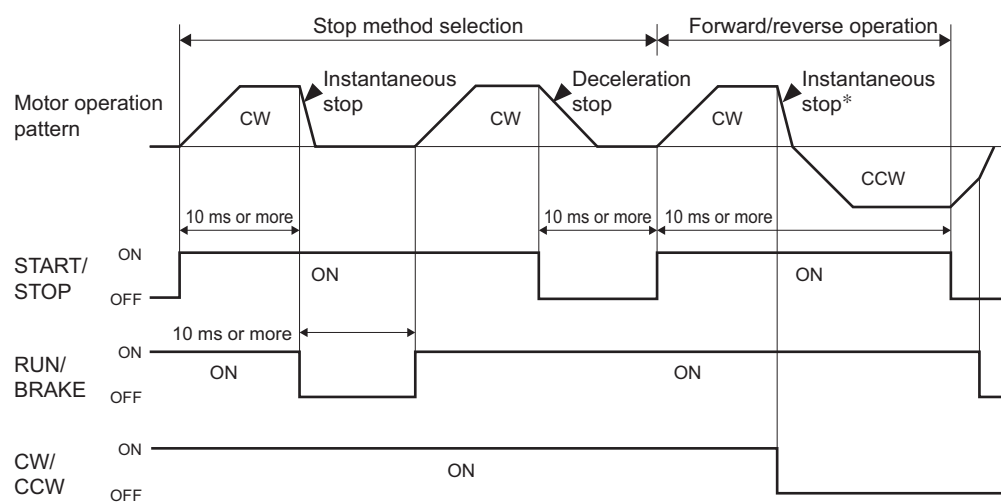 Stop method selection Forward/reverse operation
Motor operation
pattern
Instantaneous
stop
Deceleration
stop
Instantaneous
stop*
CW CW CW
CCW
10 ms or more 10 ms or more 10 ms or more
START/
STOP
ON
OFF
ON ON
10 ms or more
RUN/
BRAKE
ON
OFF
ON ON
CW/
CCW
ON
OFF
ON